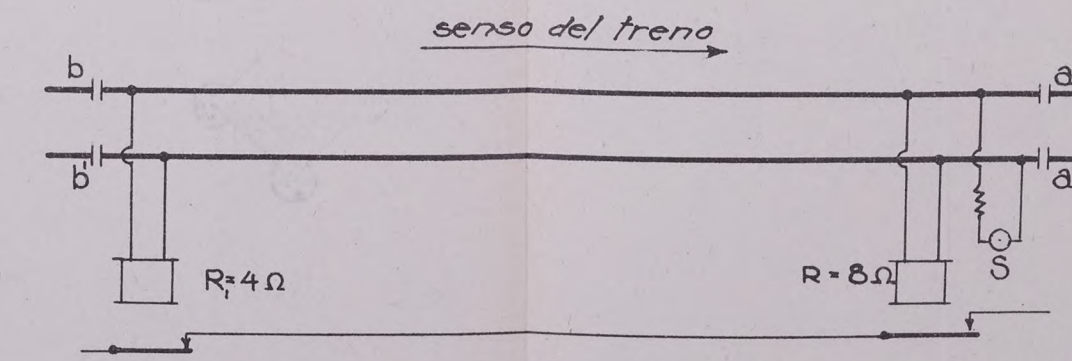 senso del treno
b
a
b'
a
R₁=4Ω
R=8Ω
S